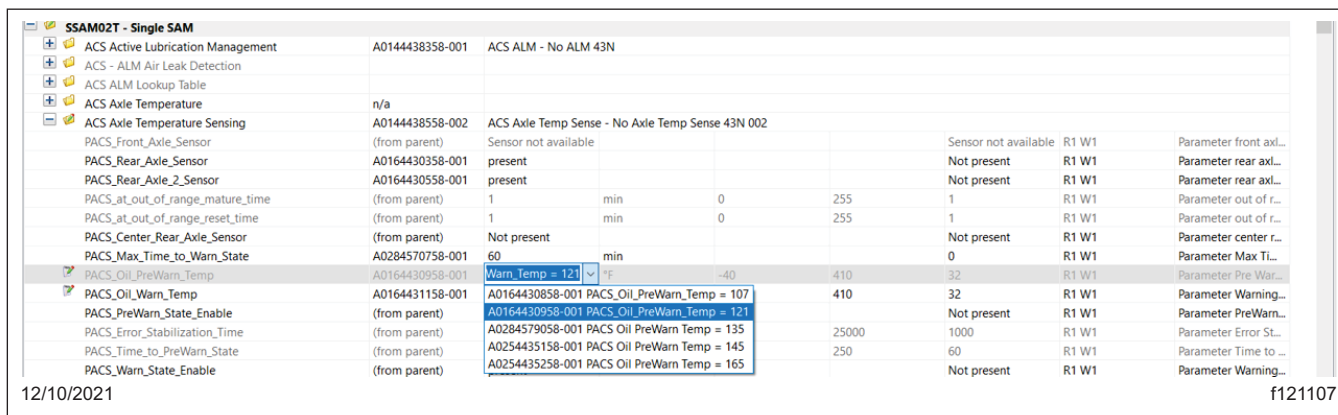 SSAM02T - Single SAM
ACS Active Lubrication Management A0144438358-001 ACS ALM - No ALM 43N
ACS - ALM Air Leak Detection
ACS ALM Lookup Table
ACS Axle Temperature n/a
ACS Axle Temperature Sensing A0144438558-002 ACS Axle Temp Sense - No Axle Temp Sense 43N 002
PACS_Front_Axle_Sensor (from parent) Sensor not available Sensor not available R1 W1 Parameter front axl...
PACS_Rear_Axle_Sensor A0164430358-001 present Not present R1 W1 Parameter rear axl...
PACS_Rear_Axle_2_Sensor A0164430558-001 present Not present R1 W1 Parameter rear axl...
PACS_at_out_of_range_mature_time (from parent) 1 min 0 255 1 R1 W1 Parameter out of r...
PACS_at_out_of_range_reset_time (from parent) 1 min 0 255 1 R1 W1 Parameter out of r...
PACS_Center_Rear_Axle_Sensor (from parent) Not present Not present R1 W1 Parameter center r...
PACS_Max_Time_to_Warn_State A0284570758-001 60 min 0 R1 W1 Parameter Max Ti...
PACS_Oil_PreWarn_Temp A0164430958-001 Warn_Temp = 121 °F -40 410 32 R1 W1 Parameter Pre War...
PACS_Oil_Warn_Temp A0164431158-001 A0164430858-001 PACS_Oil_PreWarn_Temp = 107 410 32 R1 W1 Parameter Warning...
PACS_PreWarn_State_Enable (from parent) A0164430958-001 PACS_Oil_PreWarn_Temp = 121 Not present R1 W1 Parameter PreWarn...
PACS_Error_Stabilization_Time (from parent) A0284579058-001 PACS Oil PreWarn Temp = 135 25000 1000 R1 W1 Parameter Error St...
PACS_Time_to_PreWarn_State (from parent) A0254435158-001 PACS Oil PreWarn Temp = 145 250 60 R1 W1 Parameter Time to ...
PACS_Warn_State_Enable (from parent) A0254435258-001 PACS Oil PreWarn Temp = 165 Not present R1 W1 Parameter Warning...
12/10/2021 f121107